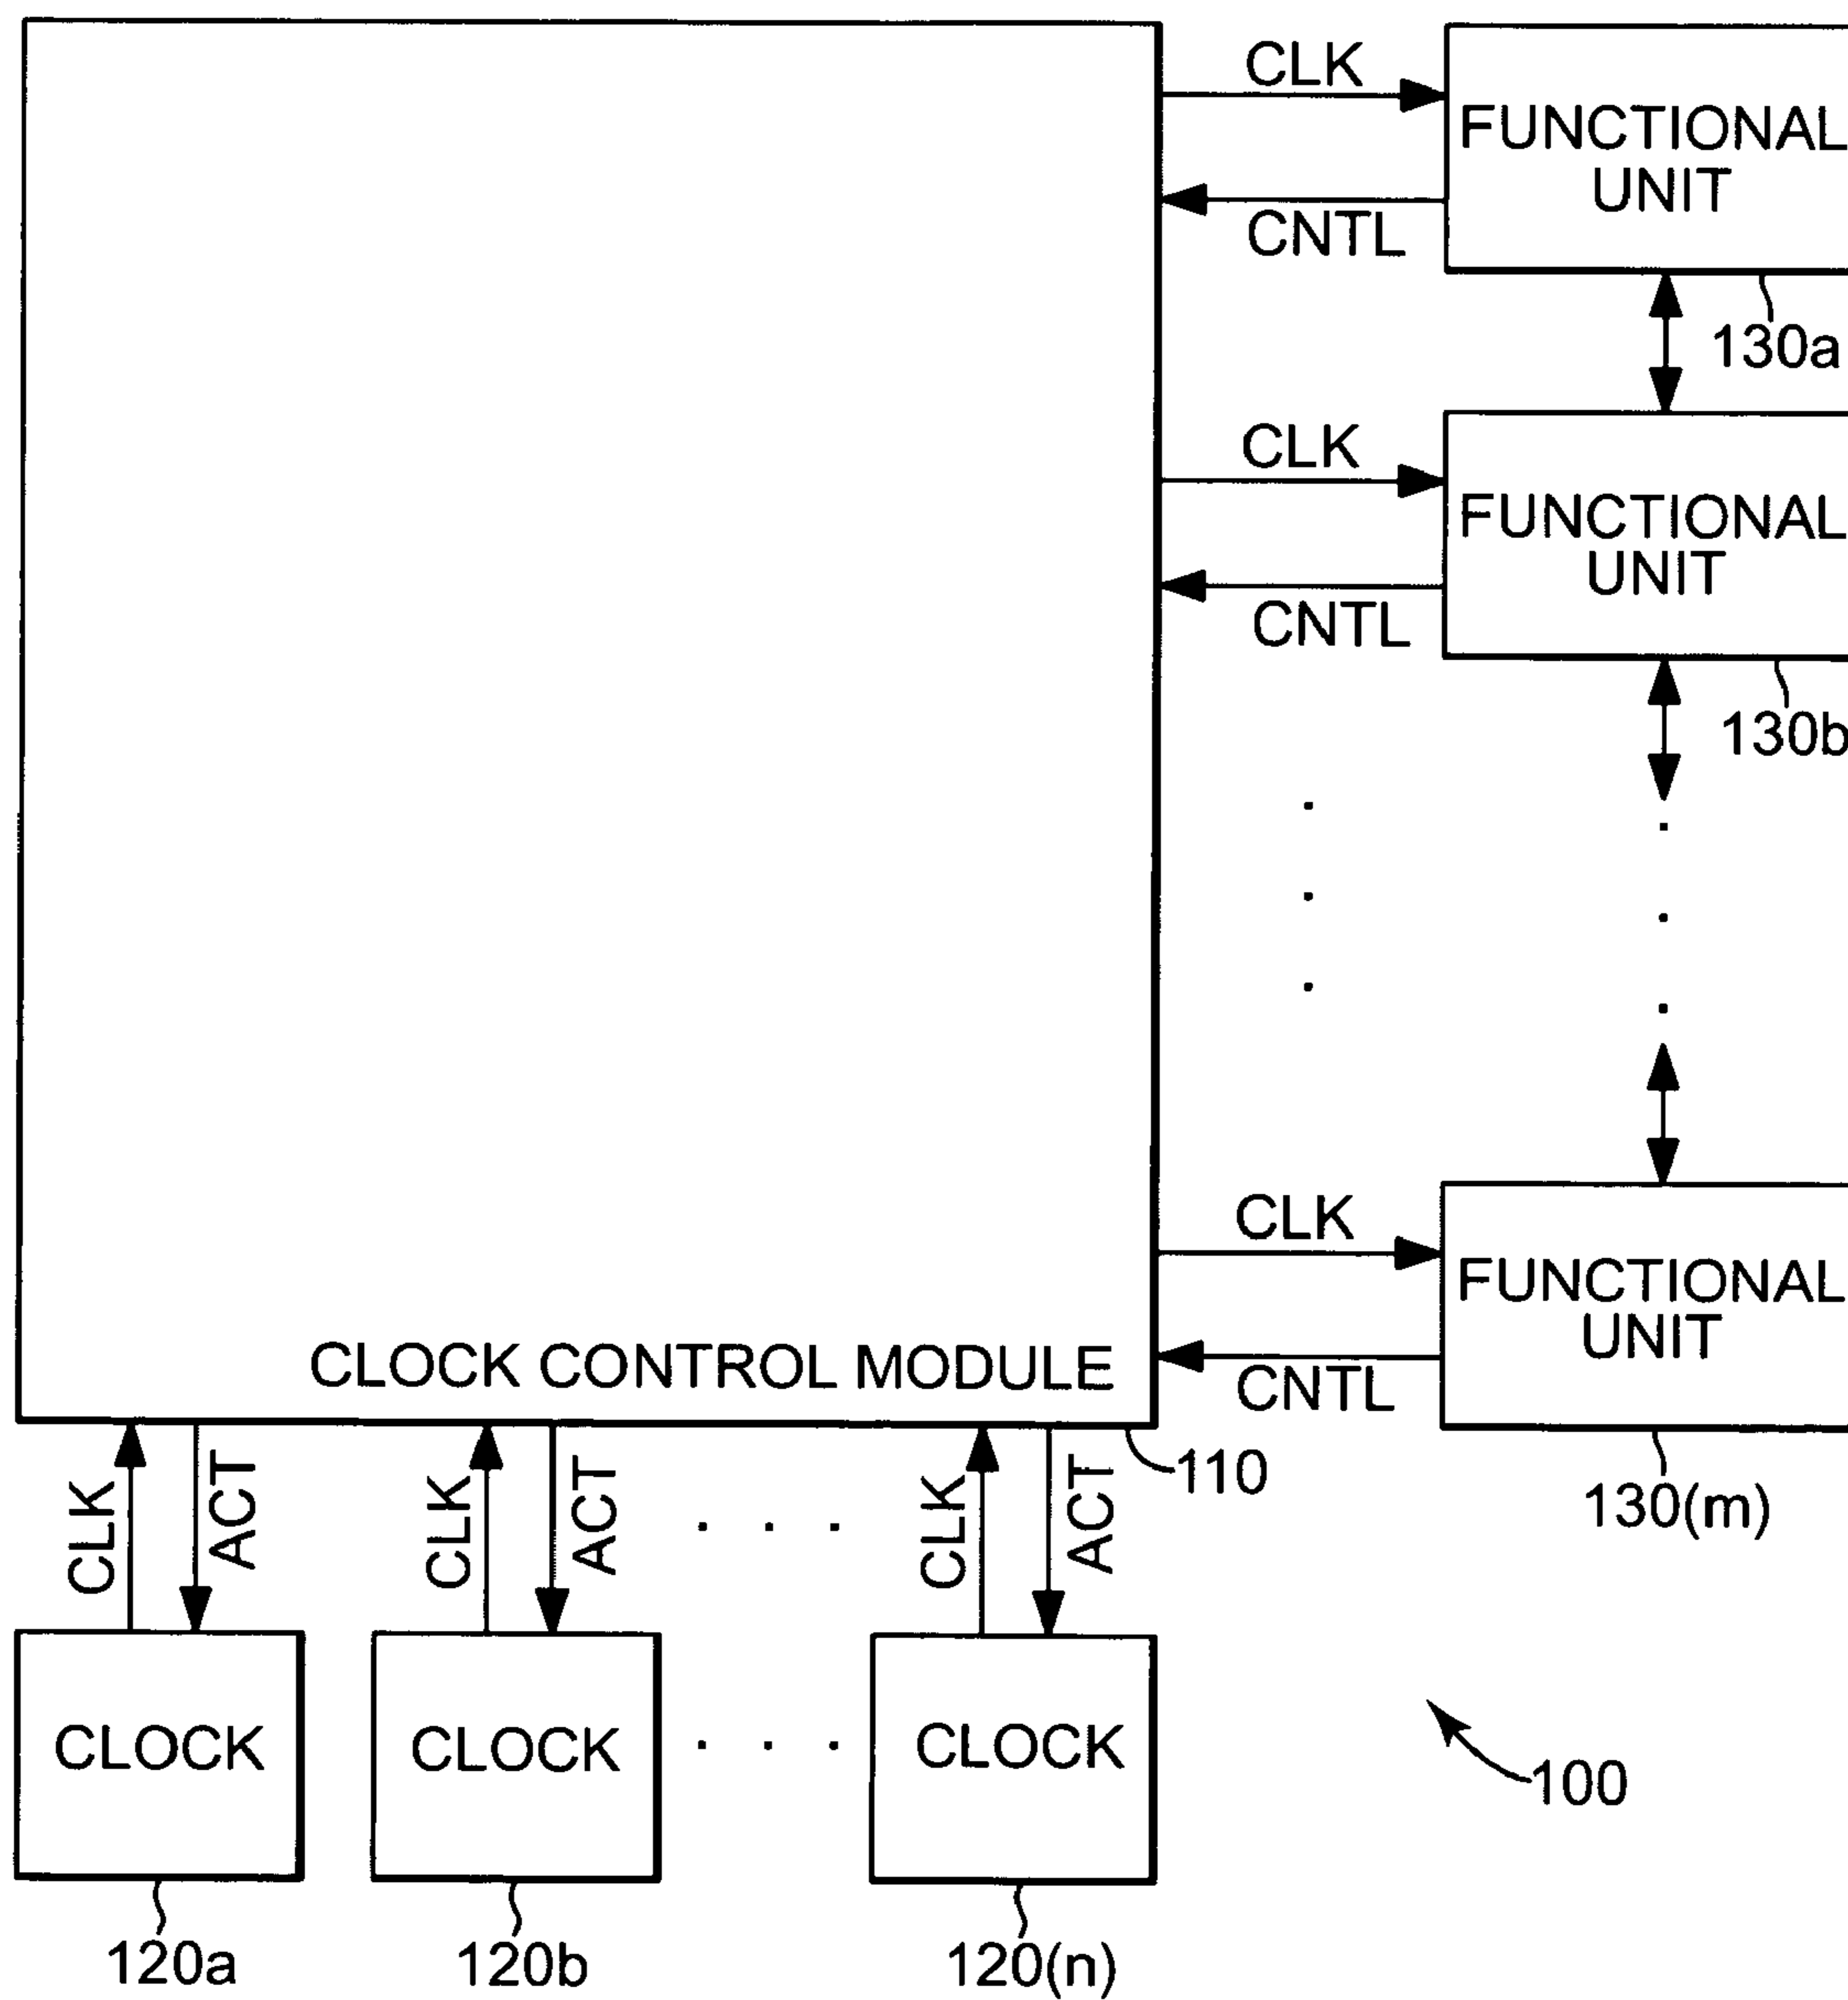 CLK
FUNCTIONAL
UNIT
CNTL
130a
CLK
FUNCTIONAL
UNIT
CNTL
130b
CLK
FUNCTIONAL
UNIT
CNTL
130(m)
CLOCK CONTROL MODULE
110
CLK
ACT
CLK
ACT
CLK
ACT
CLOCK
CLOCK
CLOCK
100
120a
120b
120(n)